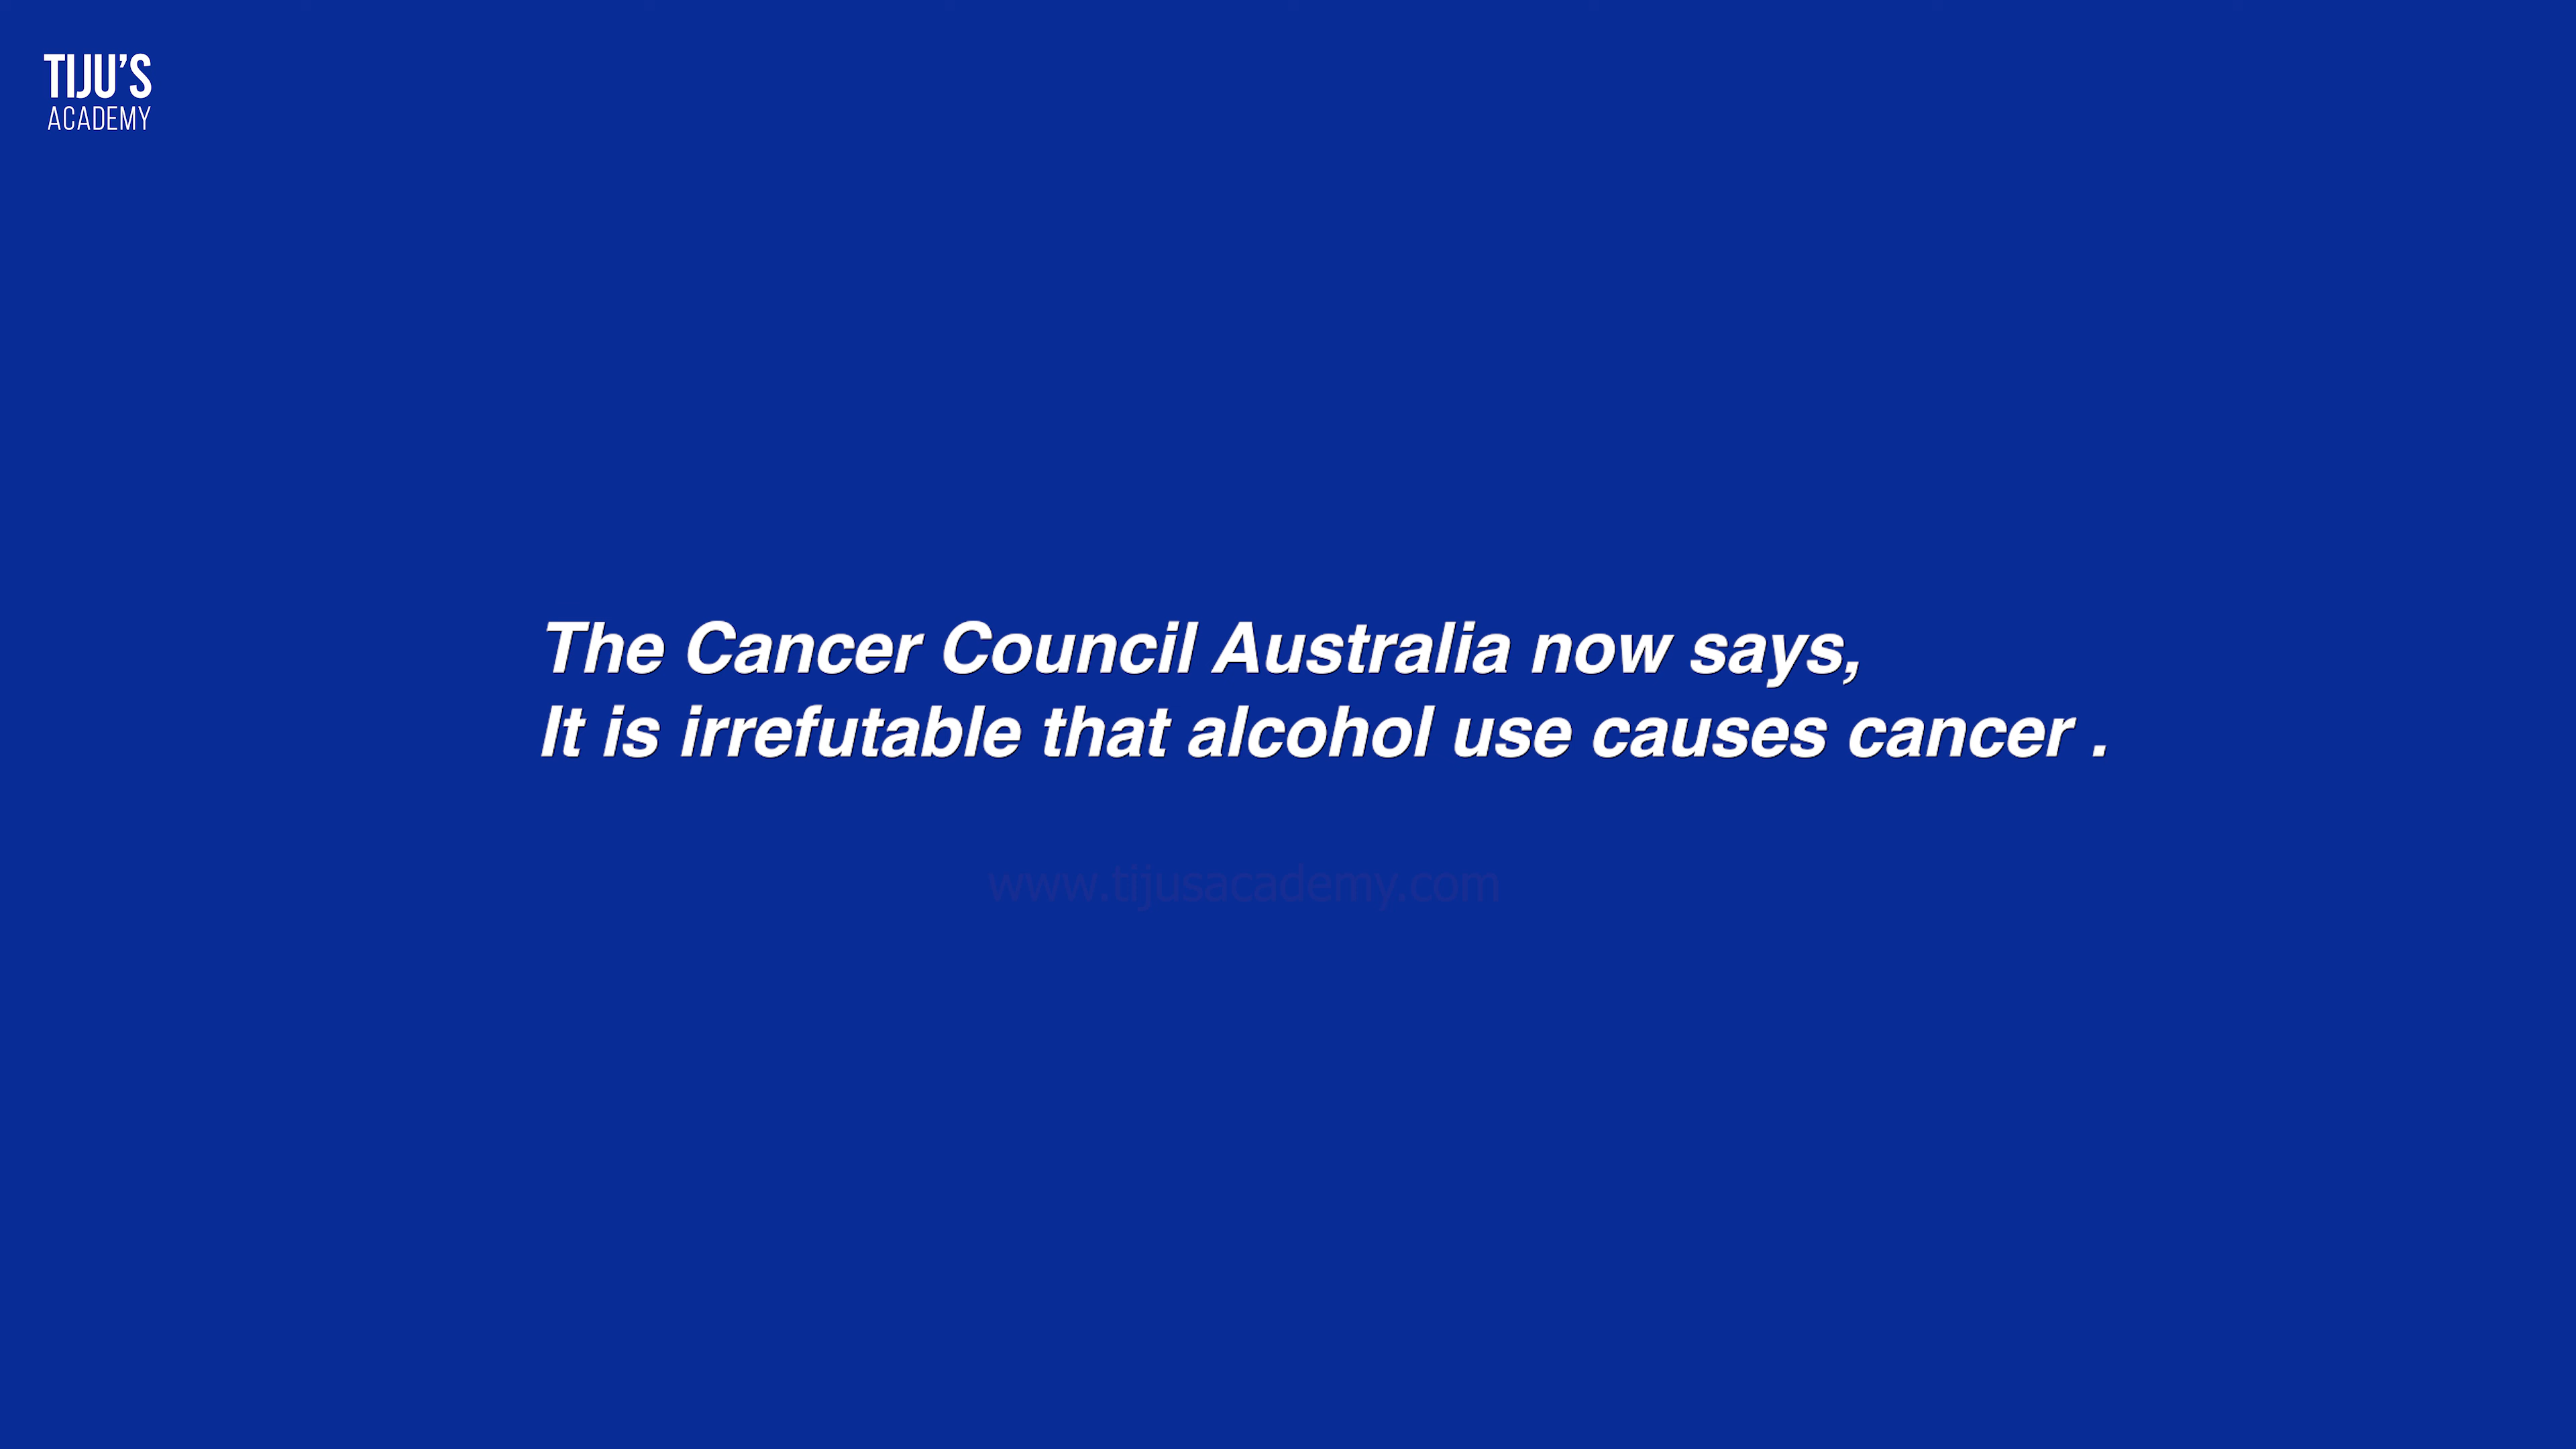 TIJU'S
ACADEMY
The Cancer Council Australia now says,
It is irrefutable that alcohol use causes cancer .
www.tijusacademy.com